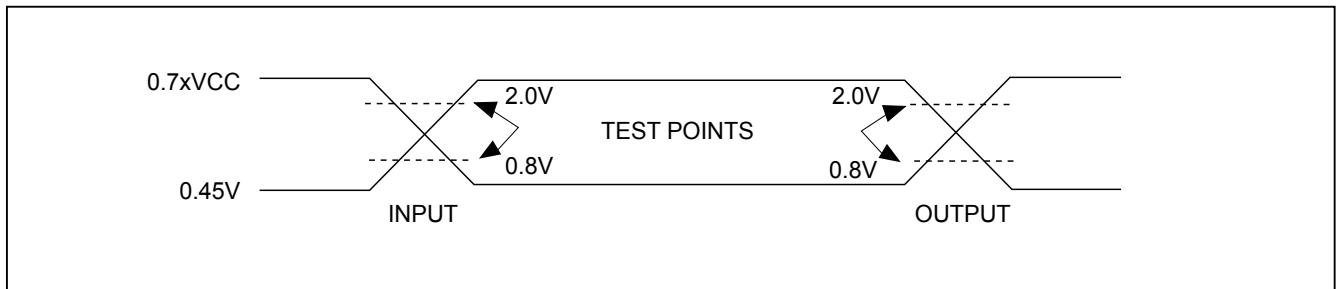 0.7xVCC
2.0V
2.0V
TEST POINTS
0.8V
0.8V
0.45V
INPUT
OUTPUT